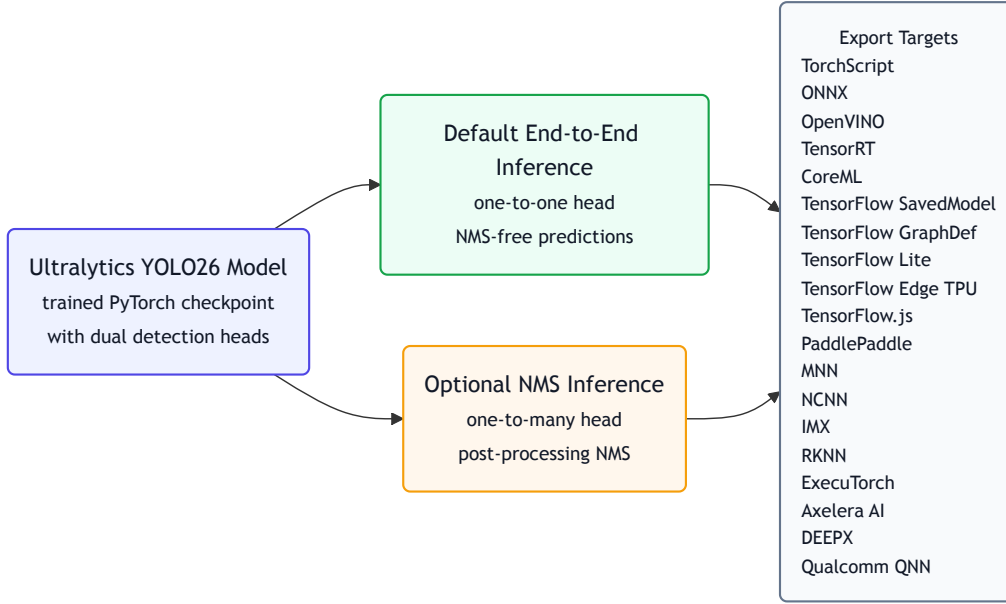 Ultralytics YOLO26 Model
trained PyTorch checkpoint
with dual detection heads
Default End-to-End
Inference
one-to-one head
NMS-free predictions
Optional NMS Inference
one-to-many head
post-processing NMS
Export Targets
TorchScript
ONNX
OpenVINO
TensorRT
CoreML
TensorFlow SavedModel
TensorFlow GraphDef
TensorFlow Lite
TensorFlow Edge TPU
TensorFlow.js
PaddlePaddle
MNN
NCNN
IMX
RKNN
ExecuTorch
Axelera AI
DEEPX
Qualcomm QNN